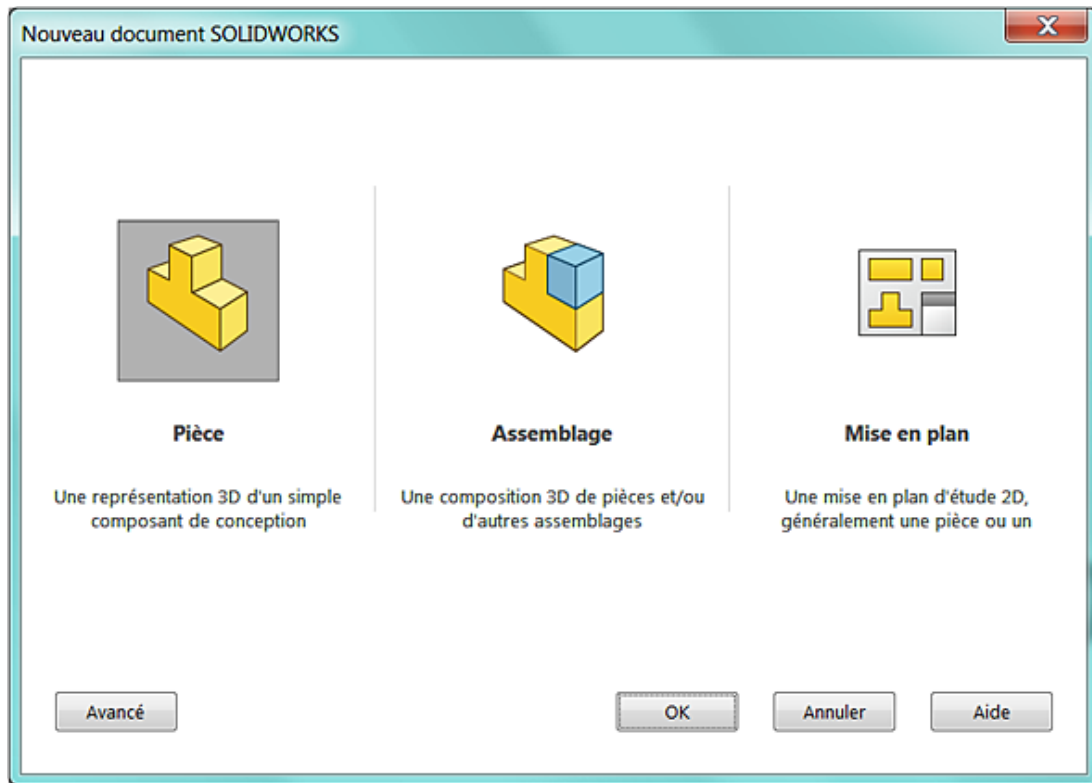 Nouveau document SOLIDWORKS
Pièce
Une représentation 3D d'un simple
composant de conception
Assemblage
Une composition 3D de pièces et/ou
d'autres assemblages
Mise en plan
Une mise en plan d'étude 2D,
généralement une pièce ou un
Avancé
OK
Annuler
Aide